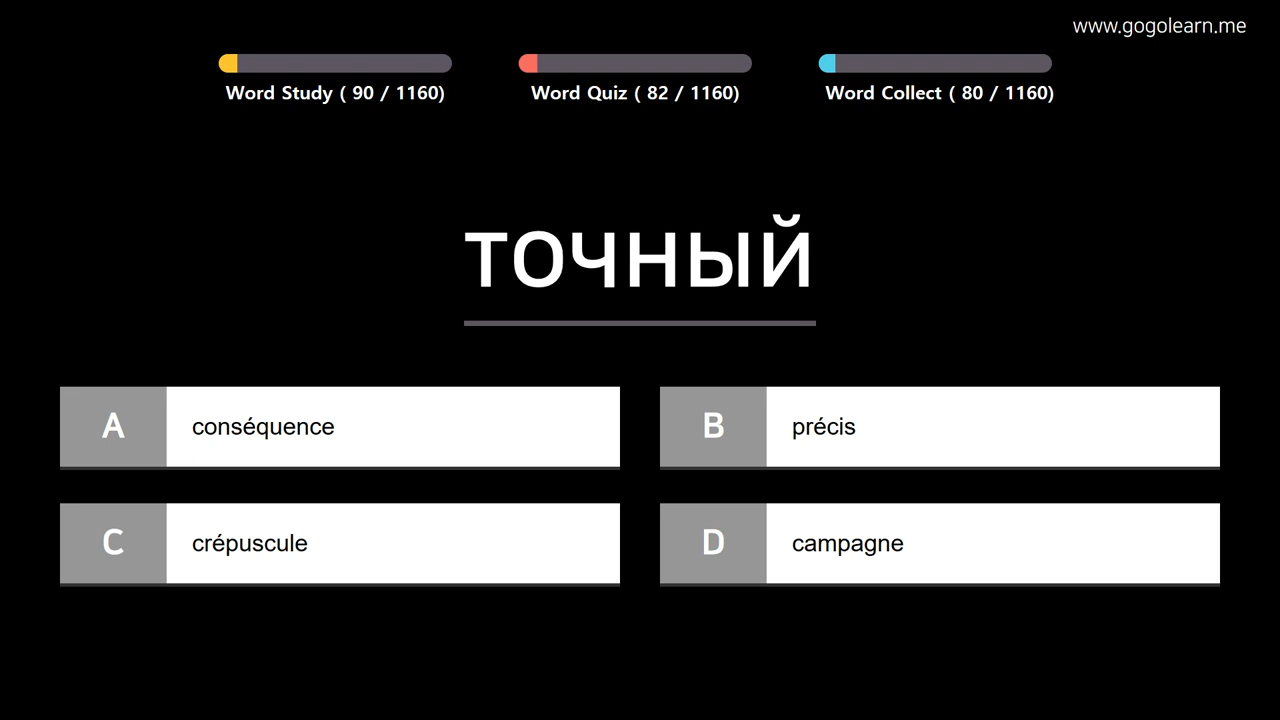 www.gogolearn.me
Word Study ( 90 / 1160)
Word Quiz ( 82 / 1160)
Word Collect ( 80 / 1160)
точный
A conséquence
B précis
C crépuscule
D campagne